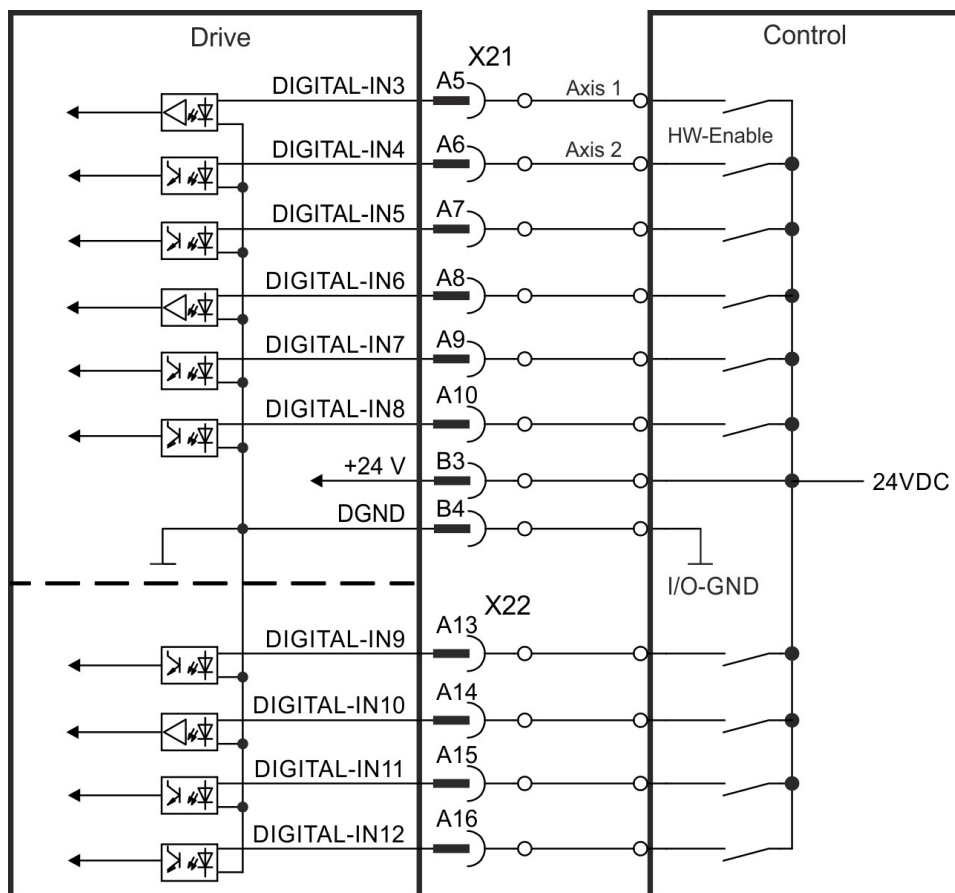 Drive
Control
X21
DIGITAL-IN3 A5 Axis 1
HW-Enable
DIGITAL-IN4 A6 Axis 2
DIGITAL-IN5 A7
DIGITAL-IN6 A8
DIGITAL-IN7 A9
DIGITAL-IN8 A10
+24 V B3 24VDC
DGND B4
I/O-GND
X22
DIGITAL-IN9 A13
DIGITAL-IN10 A14
DIGITAL-IN11 A15
DIGITAL-IN12 A16